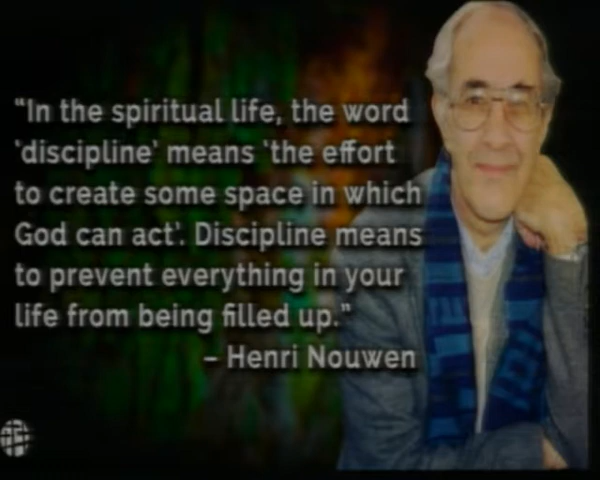 “In the spiritual life, the word
‘discipline’ means ‘the effort
to create some space in which
God can act’. Discipline means
to prevent everything in your
life from being filled up.”
– Henri Nouwen